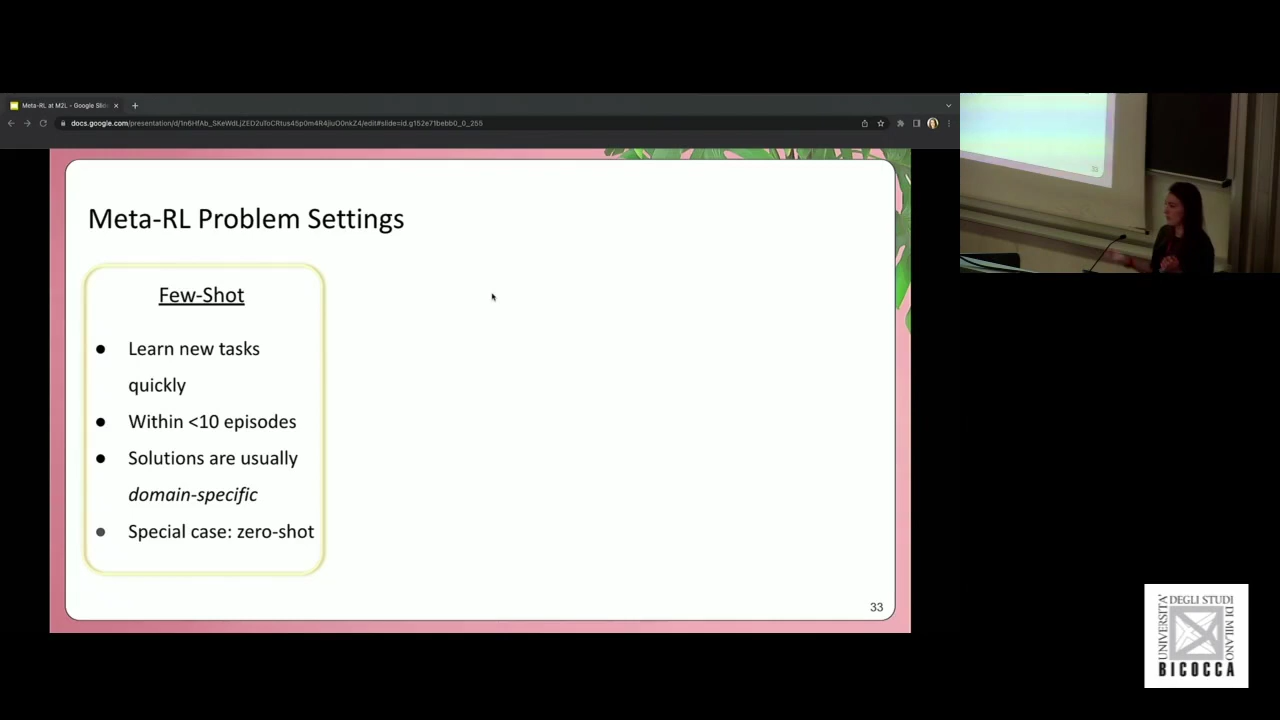 Meta-RL at M2L - Google Slid
docs.google.com/presentation/d/1n6HfAb_SKeWdLjZED2uToCRtus45p0m4R4jiuO0nkZ4/edit#slide=id.g152e71bebb0_0_255
Meta-RL Problem Settings
Few-Shot
● Learn new tasks
quickly
● Within <10 episodes
● Solutions are usually
domain-specific
● Special case: zero-shot
33
UNIVERSITÀ
DEGLI STUDI
DI MILANO
BICOCCA